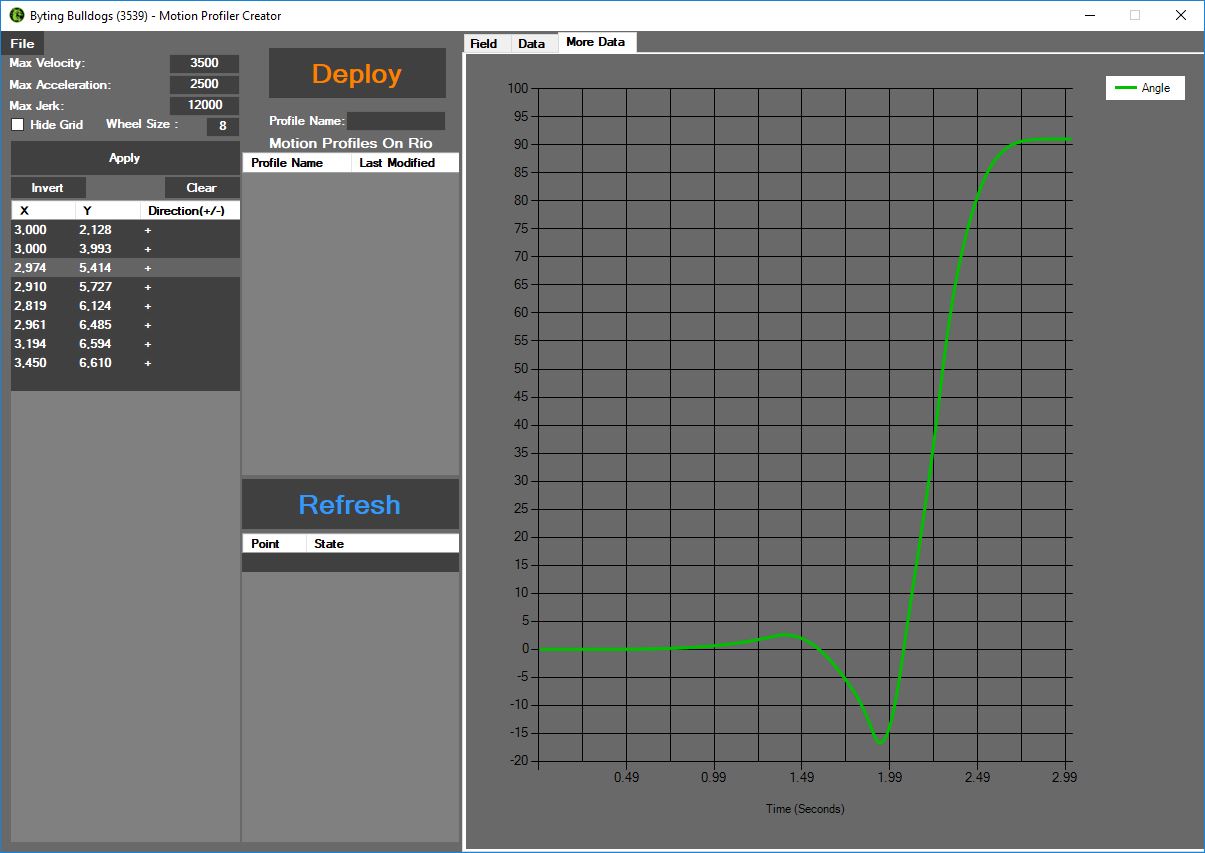 Byting Bulldogs (3539) - Motion Profiler Creator
File
Max Velocity: 3500
Max Acceleration: 2500
Max Jerk: 12000
Hide Grid Wheel Size : 8
Apply
Invert Clear
X Y Direction(+/-)
3,000 2,128 +
3,000 3,993 +
2,974 5,414 +
2,910 5,727 +
2,819 6,124 +
2,961 6,485 +
3,194 6,594 +
3,450 6,610 +
Deploy
Profile Name:
Motion Profiles On Rio
Profile Name Last Modified
Refresh
Point State
Field Data More Data
100
95
90
85
80
75
70
65
60
55
50
45
40
35
30
25
20
15
10
5
0
-5
-10
-15
-20
0.49 0.99 1.49 1.99 2.49 2.99
Time (Seconds)
Angle